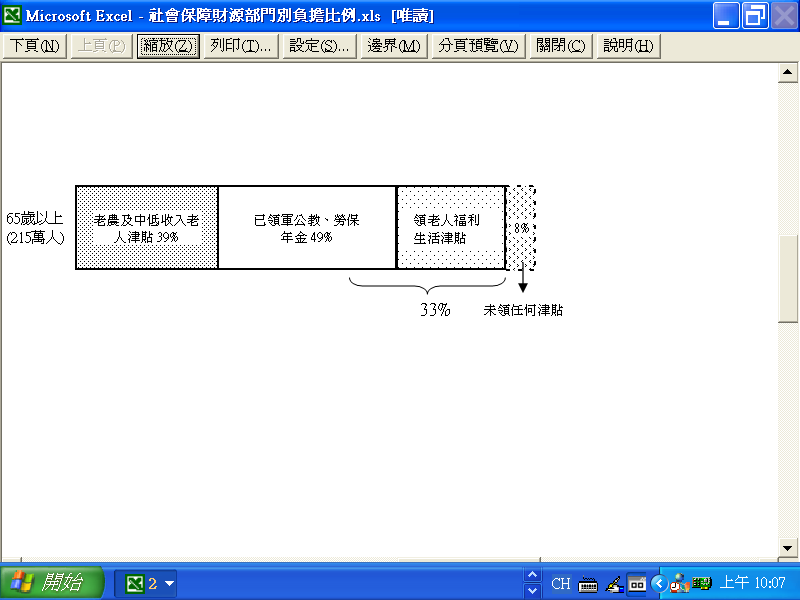 Microsoft Excel - 社會保障財源部門別負擔比例.xls [唯讀]
下頁(N) 上頁(P) 縮放(Z) 列印(T)... 設定(S)... 邊界(M) 分頁預覽(V) 關閉(C) 說明(H)
65歲以上
(215萬人)
老農及中低收入老
人津貼 39%
已領軍公教、勞保
年金 49%
領老人福利
生活津貼
8%
33%
未領任何津貼
開始 2 CH 上午 10:07